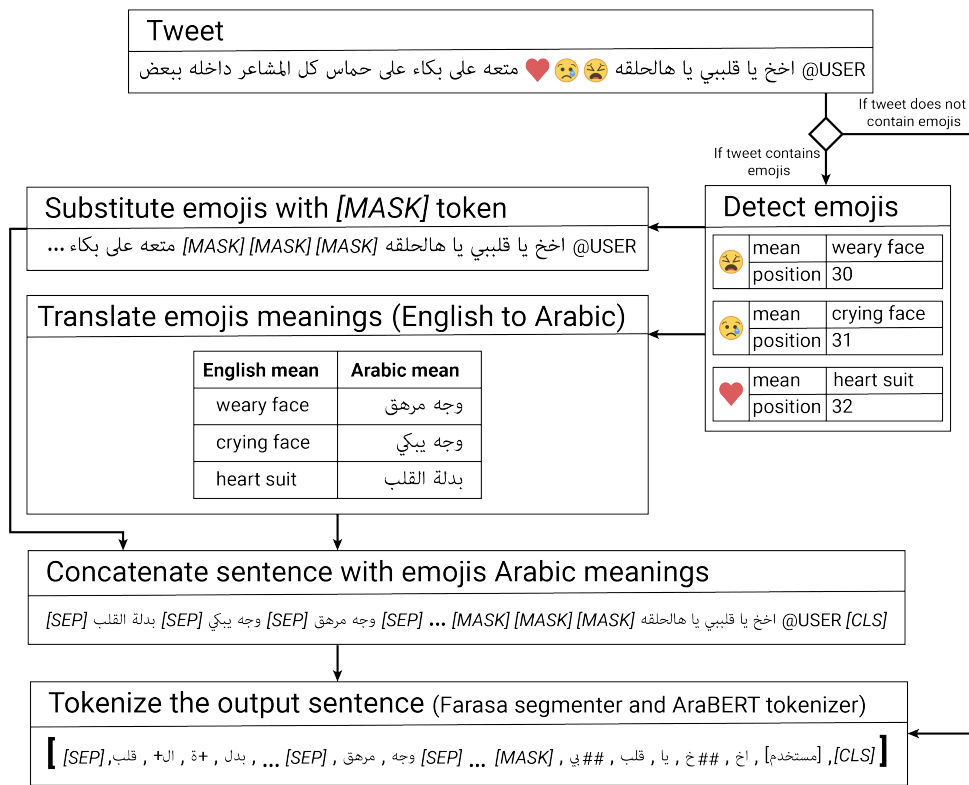 Tweet
@USER اخخ يا قلبيي يا هالحلقه 😫😢♥ متعه على بكاء على حماس كل المشاعر داخله ببعض
If tweet does not
contain emojis
If tweet contains
emojis
Detect emojis
mean weary face
position 30
mean crying face
position 31
mean heart suit
position 32
Substitute emojis with [MASK] token
@USER اخخ يا قلبيي يا هالحلقه [MASK] [MASK] [MASK] متعه على بكاء ...
Translate emojis meanings (English to Arabic)
English mean Arabic mean
weary face وجه مرهق
crying face وجه يبكي
heart suit بدلة القلب
Concatenate sentence with emojis Arabic meanings
[CLS] @USER اخخ يا قلبيي يا هالحلقه [MASK] [MASK] [MASK] ... [SEP] وجه مرهق [SEP] وجه يبكي [SEP] بدلة القلب [SEP]
Tokenize the output sentence (Farasa segmenter and AraBERT tokenizer)
[ [CLS], [مستخدم] , اخ , ##خ , يا , قلب , ##بي , [MASK] ... [SEP] وجه , مرهق , [SEP] ... , بدل , +ة , ال+ , قلب, [SEP] ]